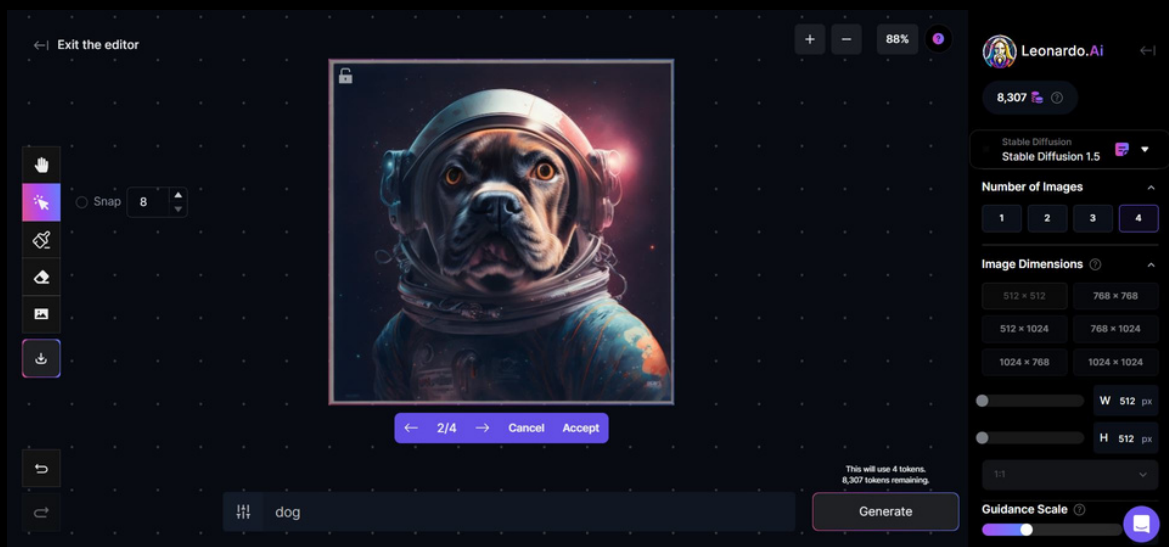 Exit the editor
88%
Leonardo.Ai
8,307
Stable Diffusion
Stable Diffusion 1.5
Number of Images
1 2 3 4
Snap 8
Image Dimensions
512 × 512 768 × 768
512 × 1024 768 × 1024
1024 × 768 1024 × 1024
W 512 px
H 512 px
1:1
2/4 Cancel Accept
This will use 4 tokens.
8,307 tokens remaining.
dog
Generate
Guidance Scale